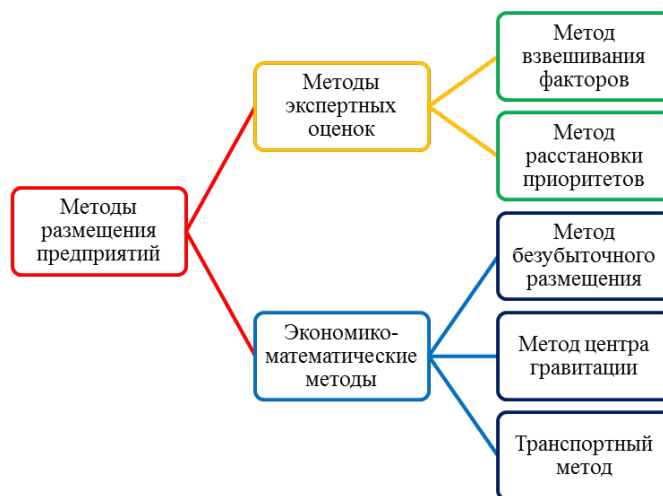 Методы
размещения
предприятий
Методы
экспертных
оценок
Метод
взвешивания
факторов
Метод
расстановки
приоритетов
Экономико-
математические
методы
Метод
безубыточного
размещения
Метод центра
гравитации
Транспортный
метод